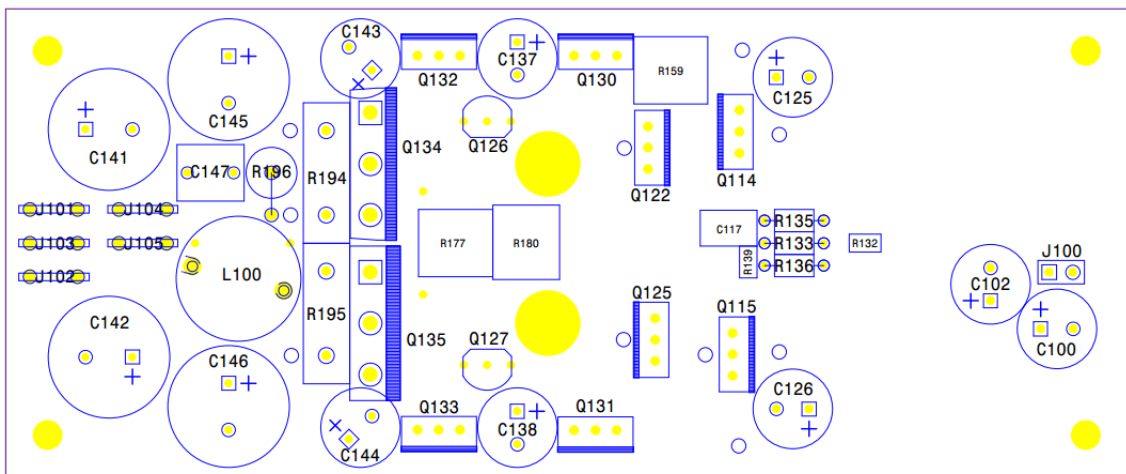 C143
Q132
C137
Q130
R159
C125
C145
C141
Q134
Q126
Q122
Q114
C147
R196
R194
J101
J104
J103
J105
J102
L100
R177
R180
C117
R135
R133
R139
R136
R132
J100
C102
C100
R195
Q125
Q115
C142
C146
Q135
Q127
C126
C144
Q133
C138
Q131